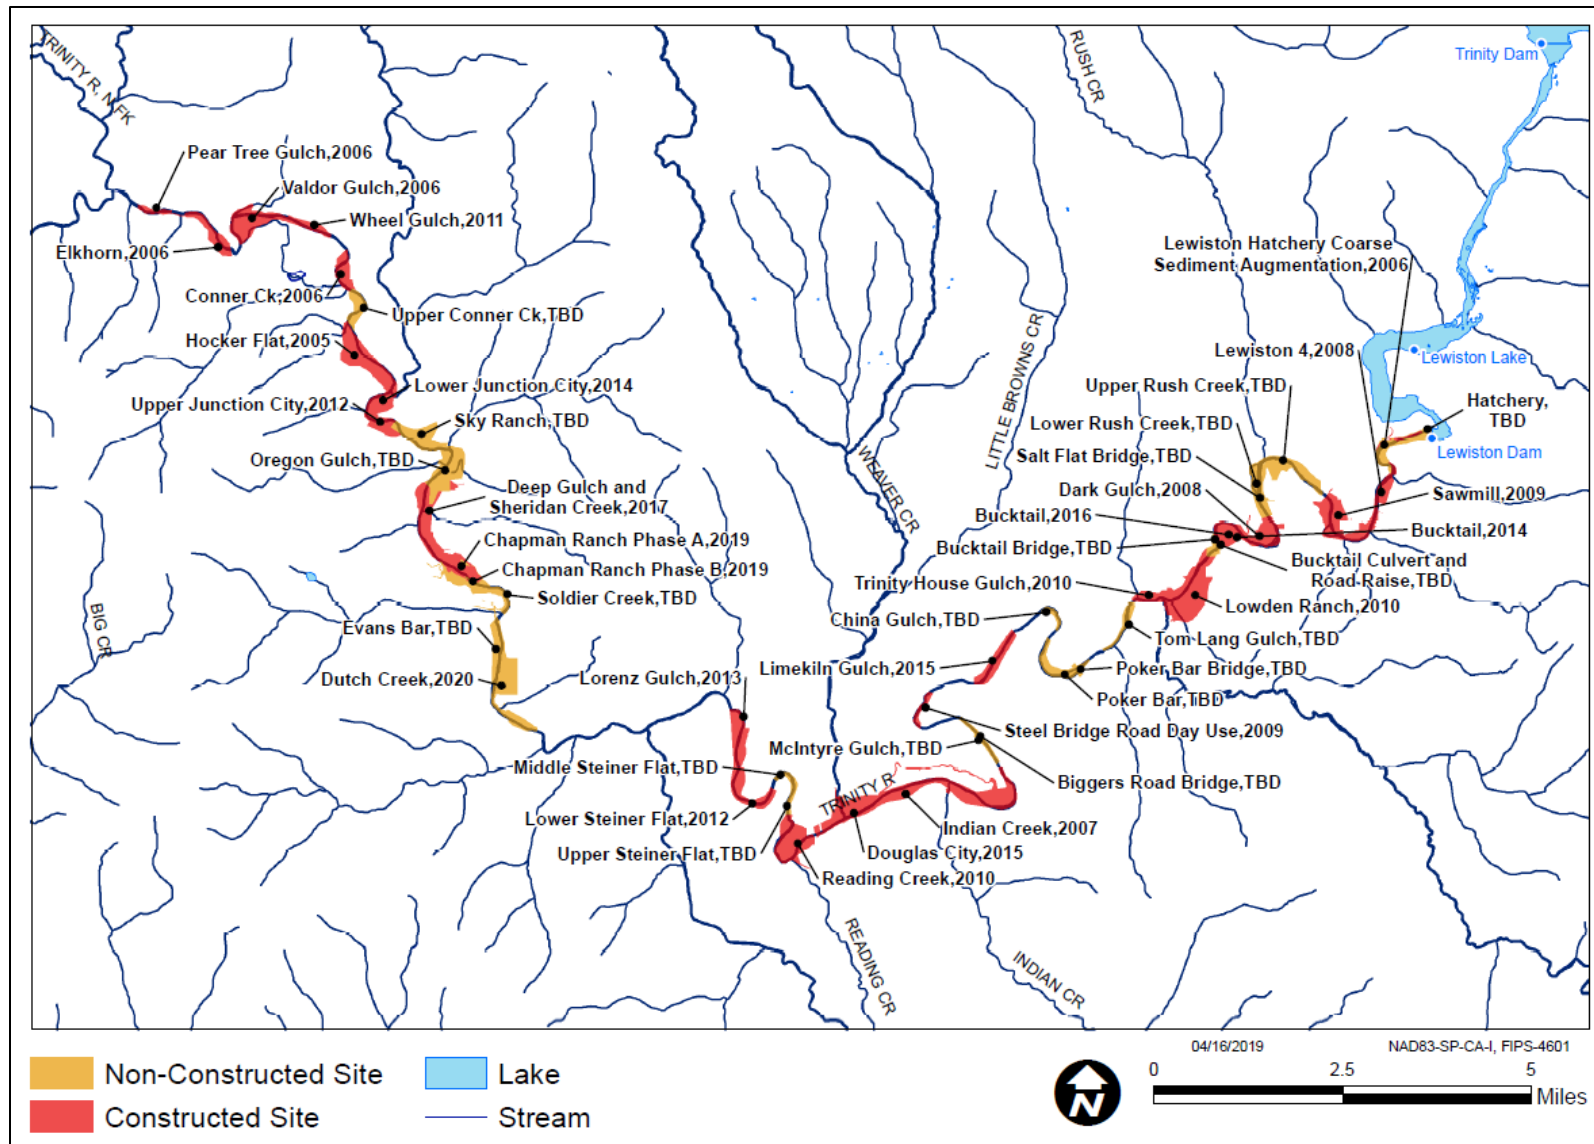 TRINITY R, N FK
RUSH CR
Trinity Dam
Pear Tree Gulch,2006
Valdor Gulch,2006
Wheel Gulch,2011
Elkhorn,2006
Lewiston Hatchery Coarse
Sediment Augmentation,2006
Conner Ck,2006
Upper Conner Ck,TBD
Hocker Flat,2005
LITTLE BROWNS CR
Lewiston 4,2008
Lewiston Lake
Lower Junction City,2014
Upper Rush Creek,TBD
Hatchery,
TBD
Upper Junction City,2012
Sky Ranch,TBD
Lower Rush Creek,TBD
Salt Flat Bridge,TBD
Lewiston Dam
Oregon Gulch,TBD
WEAVER CR
Dark Gulch,2008
Sawmill,2009
Deep Gulch and
Sheridan Creek,2017
Bucktail,2016
Bucktail,2014
Chapman Ranch Phase A,2019
Bucktail Bridge,TBD
Bucktail Culvert and
Road Raise,TBD
Chapman Ranch Phase B,2019
Trinity House Gulch,2010
Soldier Creek,TBD
Lowden Ranch,2010
BIG CR
China Gulch,TBD
Evans Bar,TBD
Tom Lang Gulch,TBD
Limekiln Gulch,2015
Poker Bar Bridge,TBD
Dutch Creek,2020
Lorenz Gulch,2013
Poker Bar,TBD
Steel Bridge Road Day Use,2009
McIntyre Gulch,TBD
Middle Steiner Flat,TBD
Biggers Road Bridge,TBD
TRINITY R
Lower Steiner Flat,2012
Indian Creek,2007
Upper Steiner Flat,TBD
Douglas City,2015
Reading Creek,2010
READING CR
INDIAN CR
04/16/2019
NAD83-SP-CA-I, FIPS-4601
Non-Constructed Site
Lake
Constructed Site
Stream
N
0 2.5 5
Miles